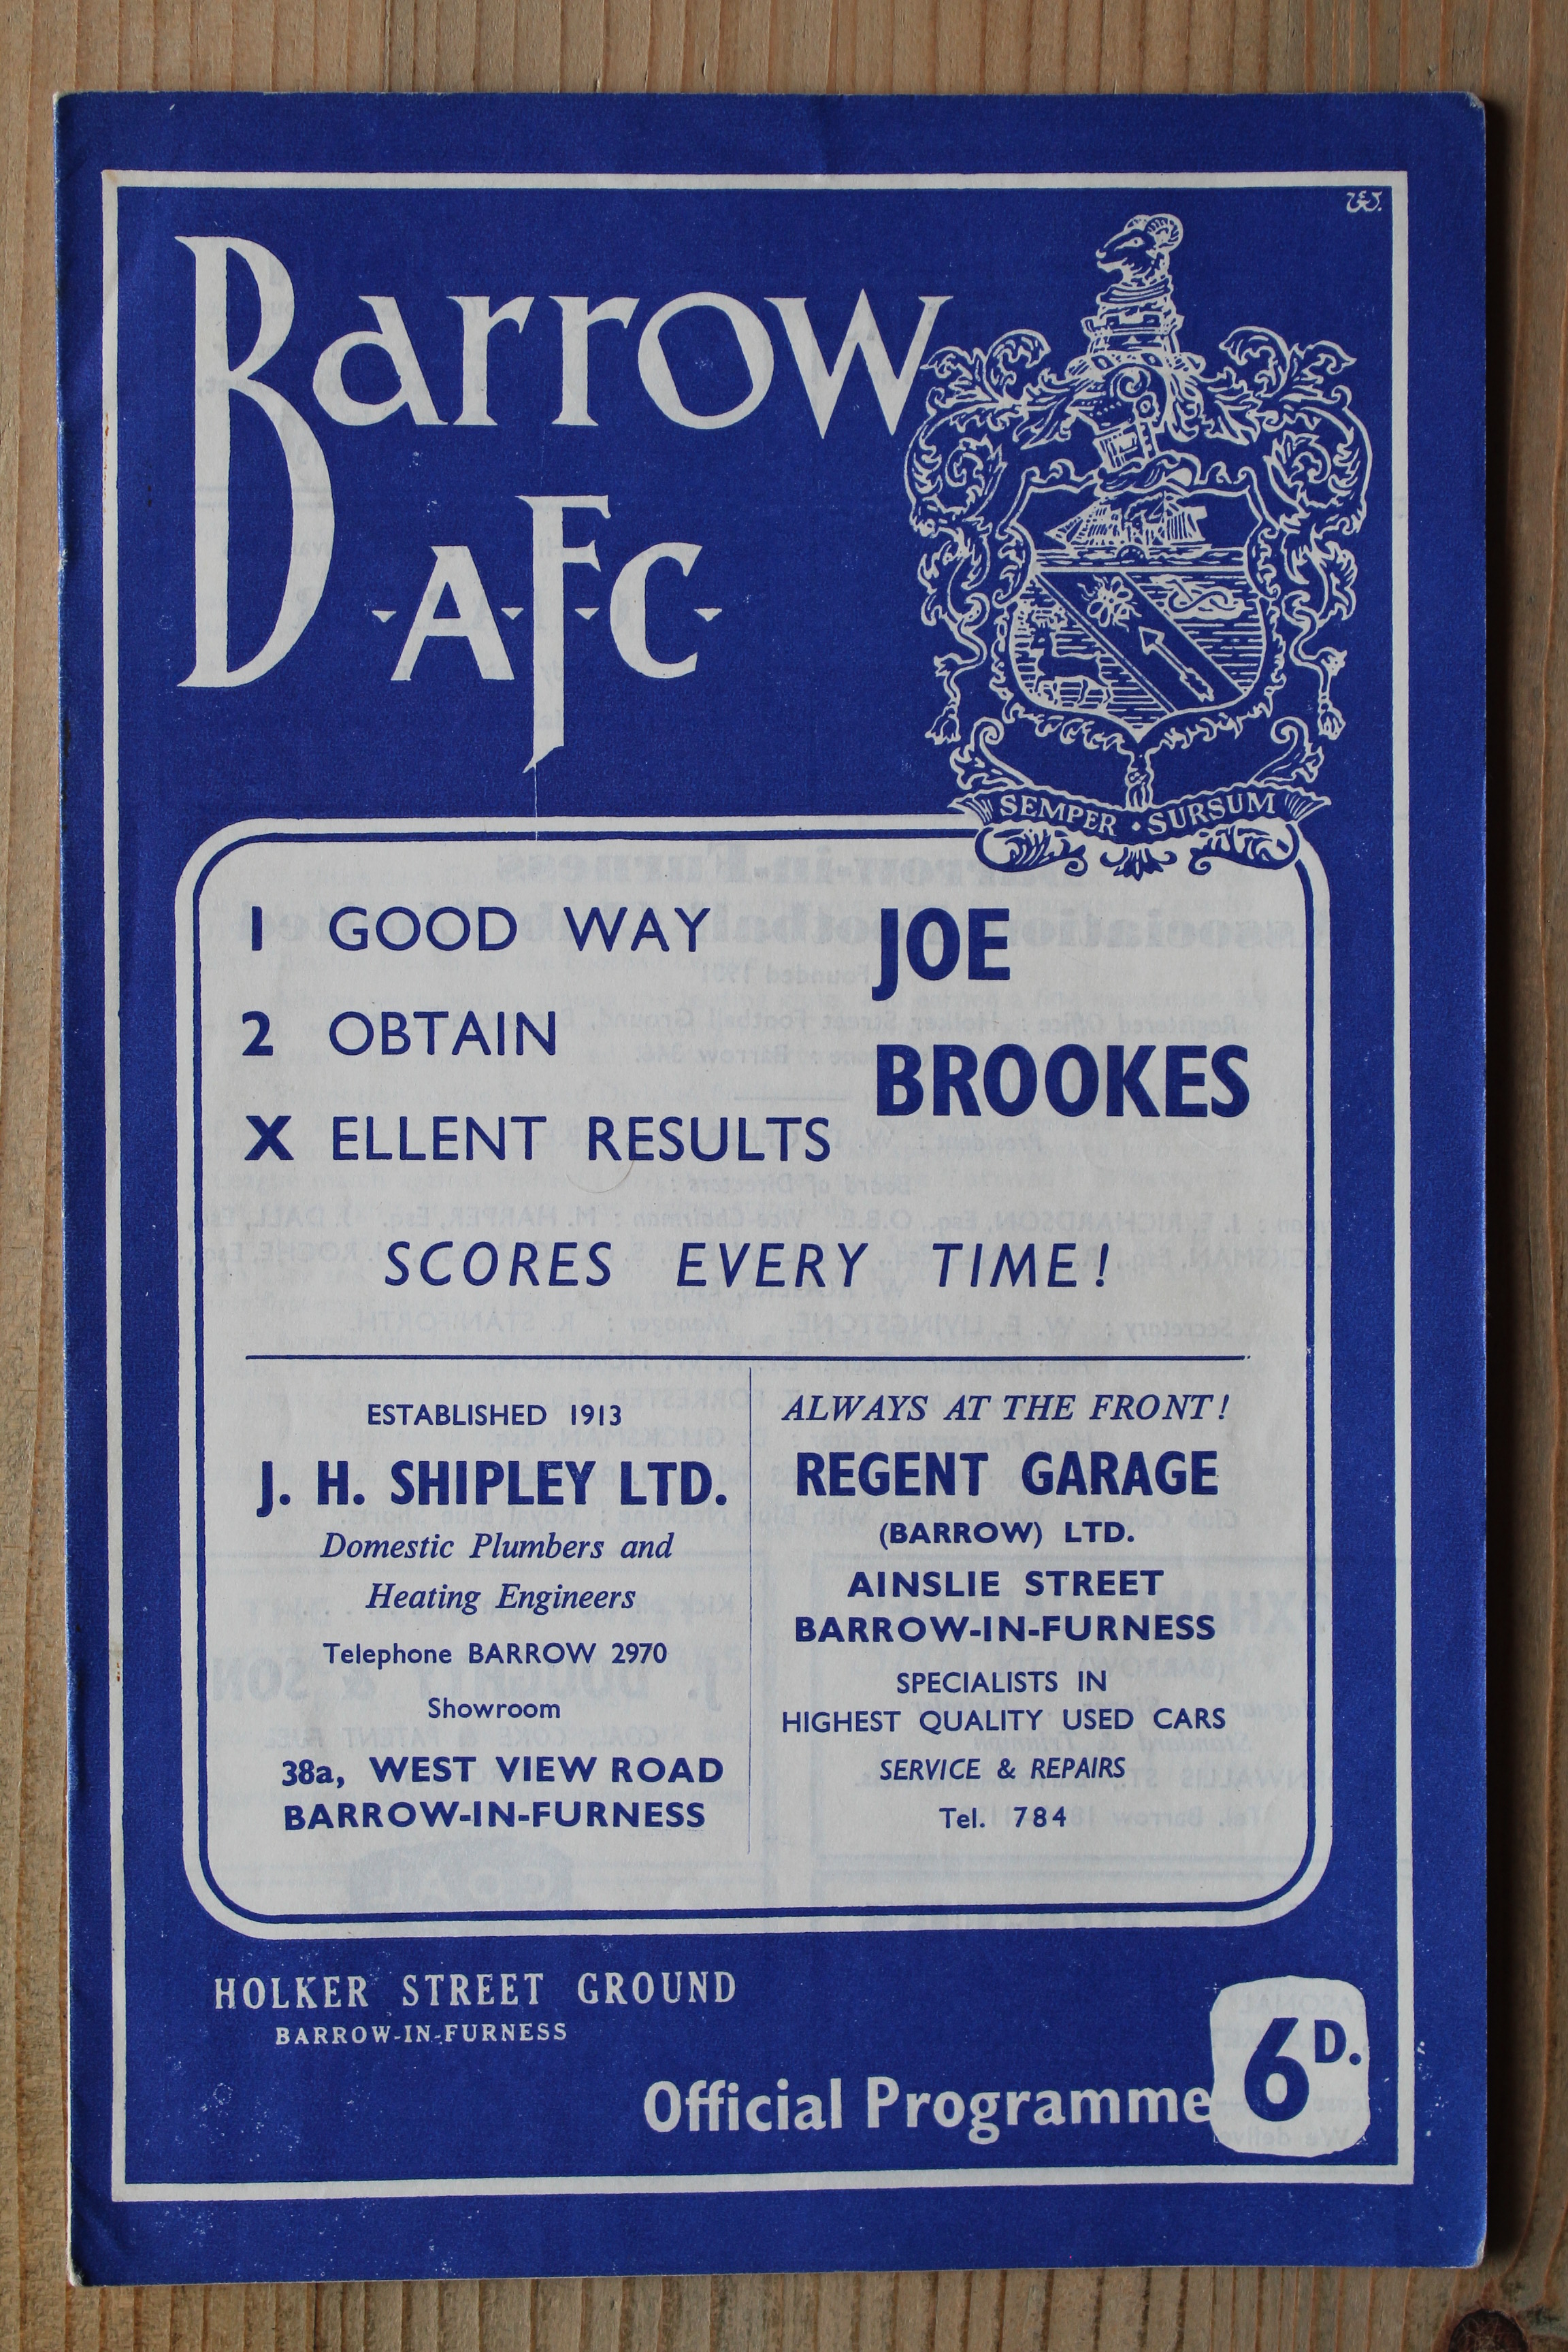 Barrow
A.F.C.
SEMPER · SURSUM
1 GOOD WAY
2 OBTAIN
X ELLENT RESULTS
JOE
BROOKES
SCORES EVERY TIME!
ESTABLISHED 1913
J. H. SHIPLEY LTD.
Domestic Plumbers and
Heating Engineers
Telephone BARROW 2970
Showroom
38a, WEST VIEW ROAD
BARROW-IN-FURNESS
ALWAYS AT THE FRONT!
REGENT GARAGE
(BARROW) LTD.
AINSLIE STREET
BARROW-IN-FURNESS
SPECIALISTS IN
HIGHEST QUALITY USED CARS
SERVICE & REPAIRS
Tel. 784
HOLKER STREET GROUND
BARROW-IN-FURNESS
Official Programme 6D.